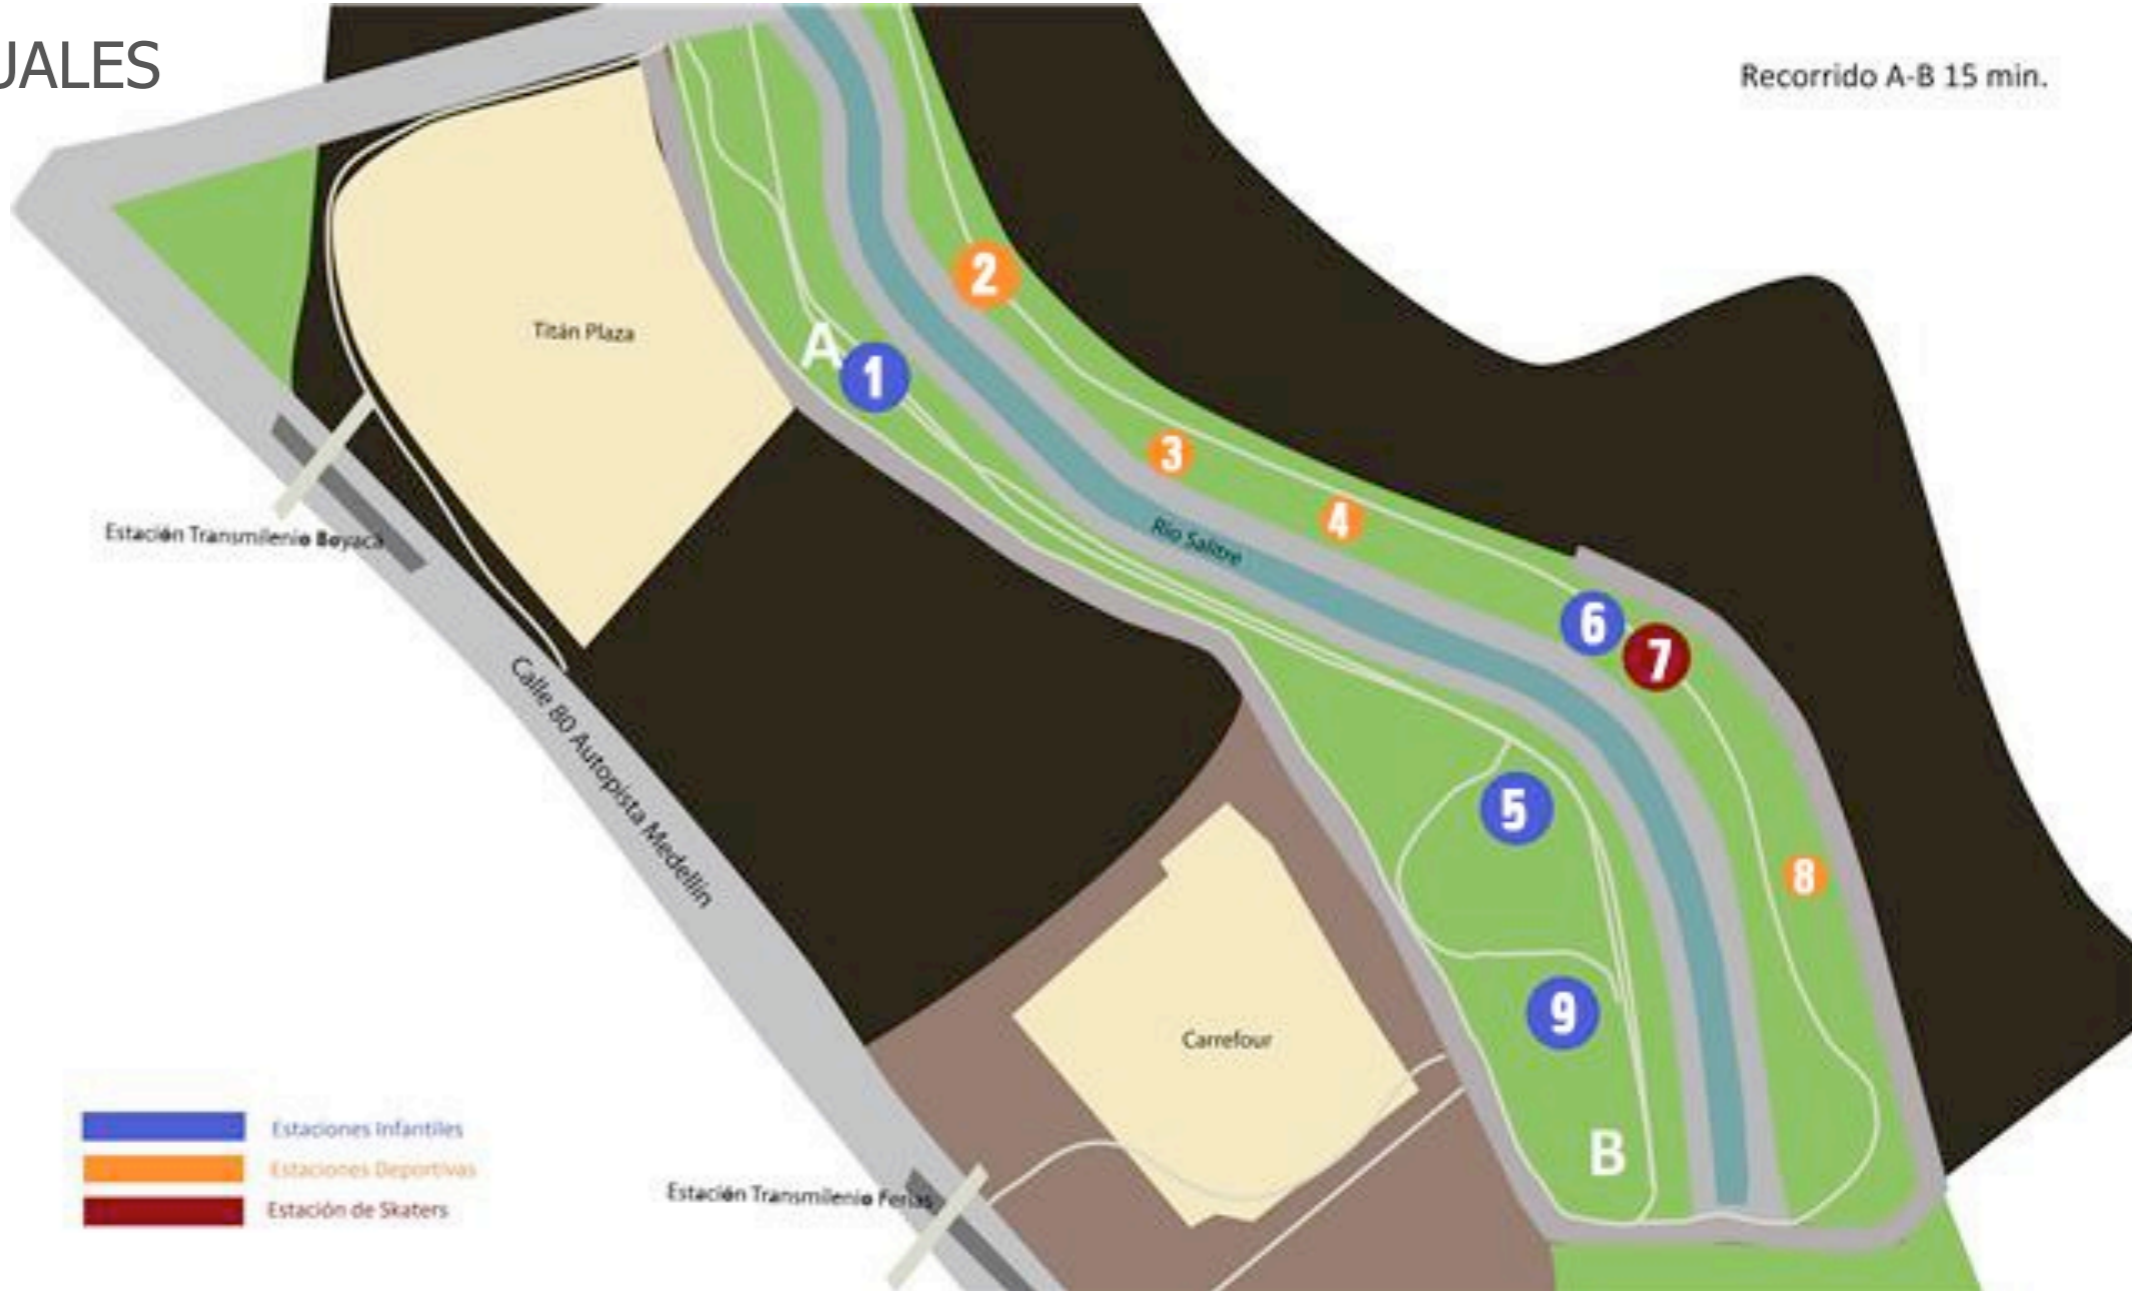 UALES
Recorrido A-B 15 min.
2
Titán Plaza
A
1
3
4
Estación Transmilenio Boyacá
Río Salitre
6
7
Calle 80 Autopista Medellín
5
8
9
Carrefour
B
Estaciones Infantiles
Estaciones Deportivas
Estación de Skaters
Estación Transmilenio Ferias